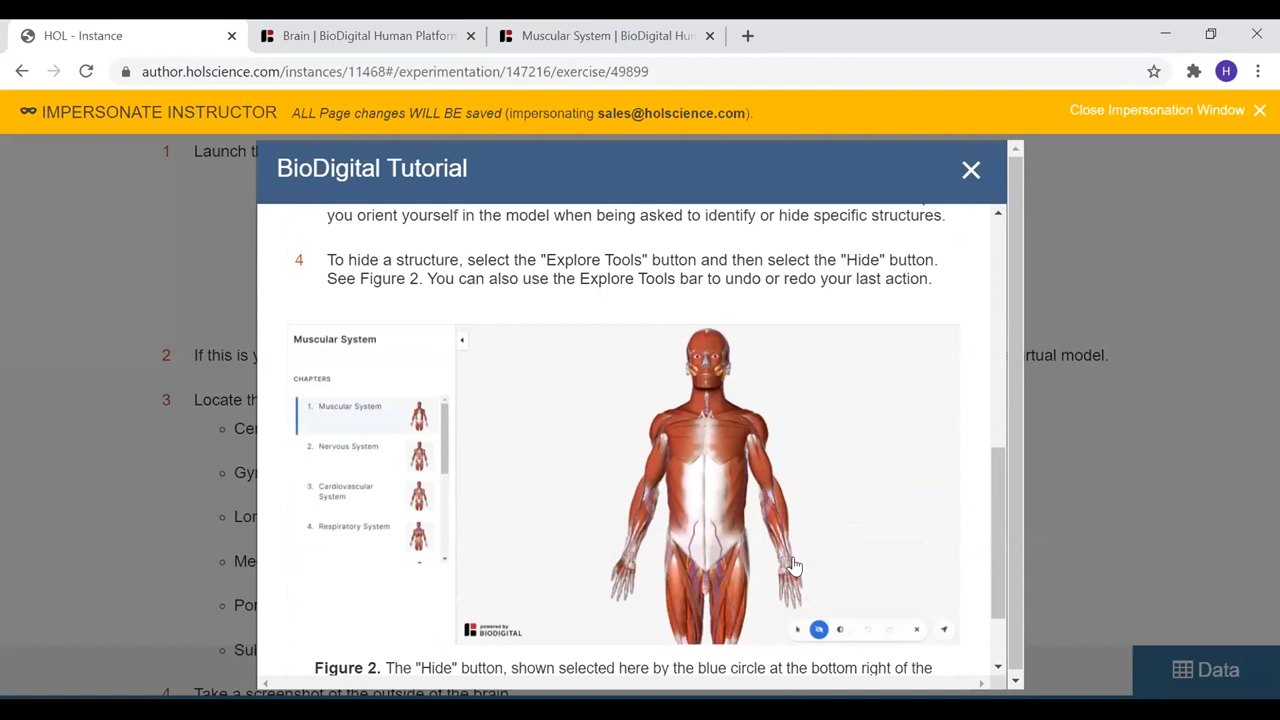 HOL - Instance
Brain | BioDigital Human Platform
Muscular System | BioDigital Hum
author.holscience.com/instances/11468#/experimentation/147216/exercise/49899
H
IMPERSONATE INSTRUCTOR ALL Page changes WILL BE saved (impersonating sales@holscience.com).
Close Impersonation Window
1 Launch th
BioDigital Tutorial
you orient yourself in the model when being asked to identify or hide specific structures.
4 To hide a structure, select the "Explore Tools" button and then select the "Hide" button.
See Figure 2. You can also use the Explore Tools bar to undo or redo your last action.
Muscular System
CHAPTERS
1. Muscular System
2. Nervous System
3. Cardiovascular
System
4. Respiratory System
powered by
BIODIGITAL
Figure 2. The "Hide" button, shown selected here by the blue circle at the bottom right of the
2 If this is y
irtual model.
3 Locate th
Cer
Gy
Lon
Me
Por
Sul
4 Take a screenshot of the outside of the brain
Data